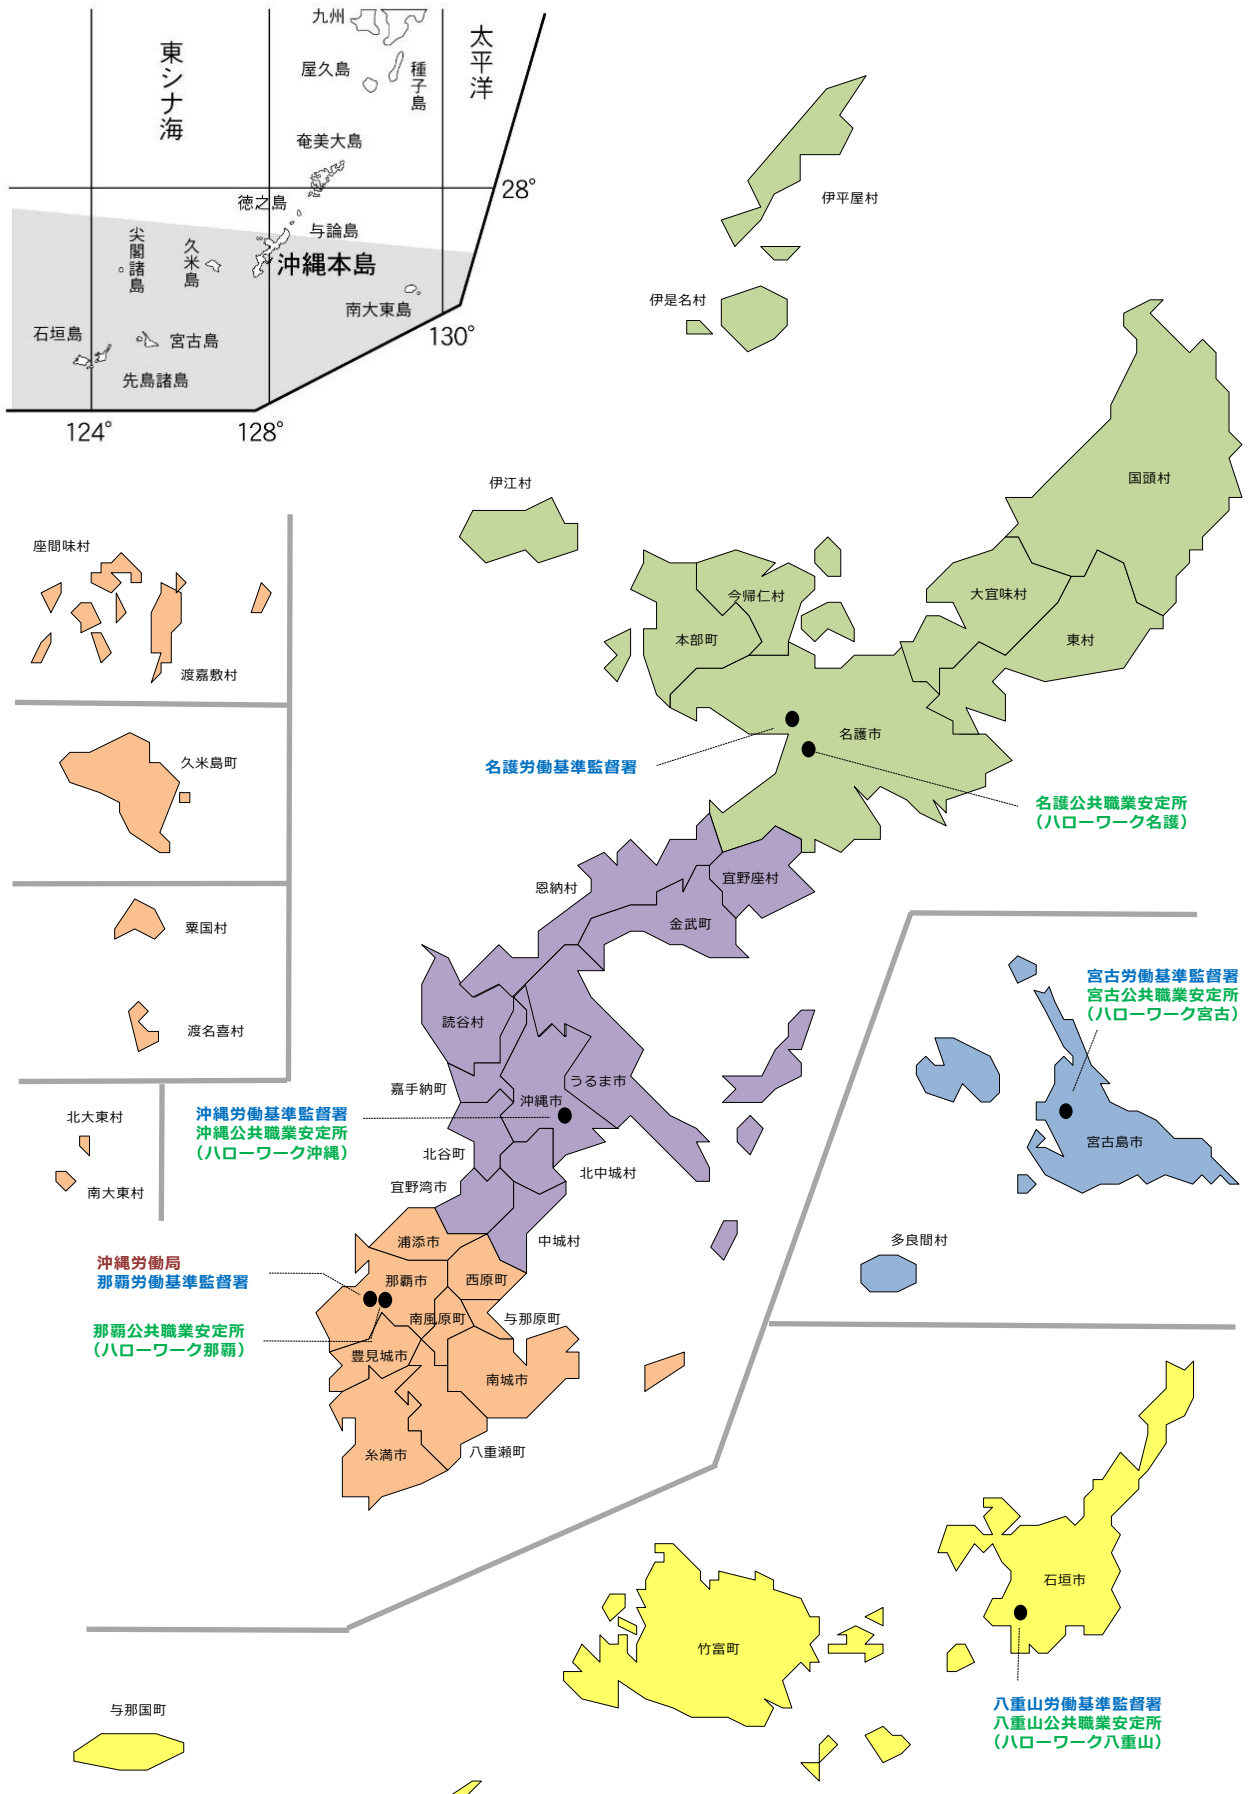 九州
太平洋
東シナ海
屋久島
種子島
奄美大島
28°
徳之島
与論島
尖閣諸島
久米島
沖縄本島
南大東島
130°
石垣島
宮古島
先島諸島
124°
128°
伊平屋村
伊是名村
国頭村
伊江村
今帰仁村
大宜味村
本部町
東村
名護市
名護労働基準監督署
名護公共職業安定所
（ハローワーク名護）
座間味村
渡嘉敷村
久米島町
粟国村
渡名喜村
北大東村
南大東村
恩納村
宜野座村
金武町
読谷村
嘉手納町
うるま市
沖縄市
沖縄労働基準監督署
沖縄公共職業安定所
（ハローワーク沖縄）
北谷町
北中城村
宜野湾市
中城村
宮古労働基準監督署
宮古公共職業安定所
（ハローワーク宮古）
宮古島市
多良間村
浦添市
沖縄労働局
那覇労働基準監督署
那覇市
西原町
南風原町
与那原町
那覇公共職業安定所
（ハローワーク那覇）
豊見城市
南城市
糸満市
八重瀬町
石垣市
竹富町
与那国町
八重山労働基準監督署
八重山公共職業安定所
（ハローワーク八重山）